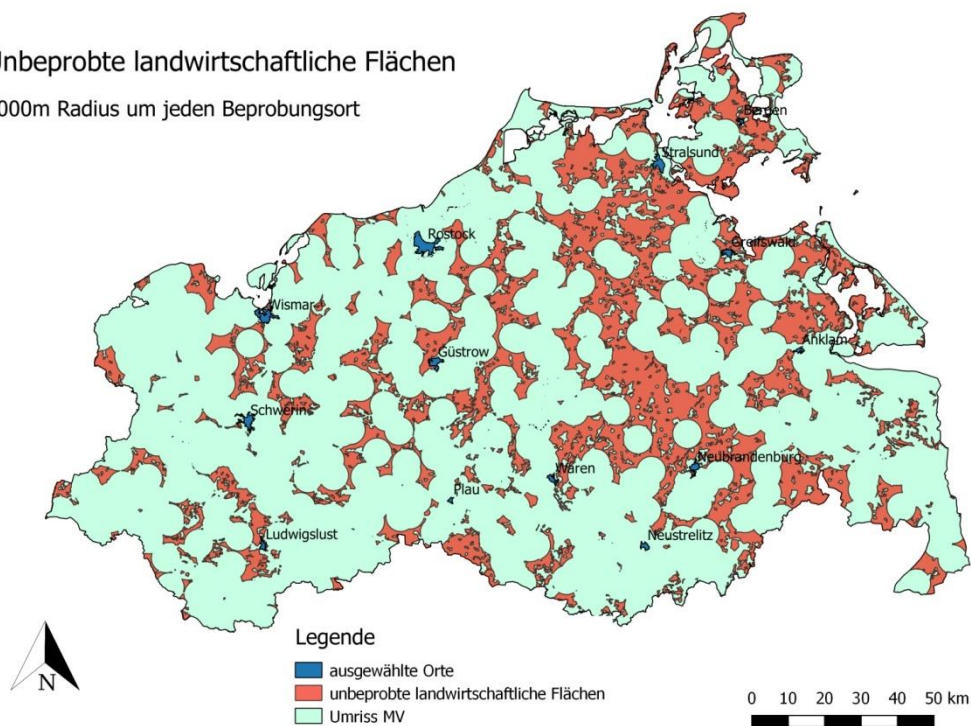 nbeprobte landwirtschaftliche Flächen
000m Radius um jeden Beprobungsort
Bergen
Stralsund
Rostock
Greifswald
Wismar
Anklam
Güstrow
Schwerin
Neubrandenburg
Waren
Plau
Ludwigslust
Neustrelitz
N
Legende
ausgewählte Orte
unbeprobte landwirtschaftliche Flächen
Umriss MV
0 10 20 30 40 50 km